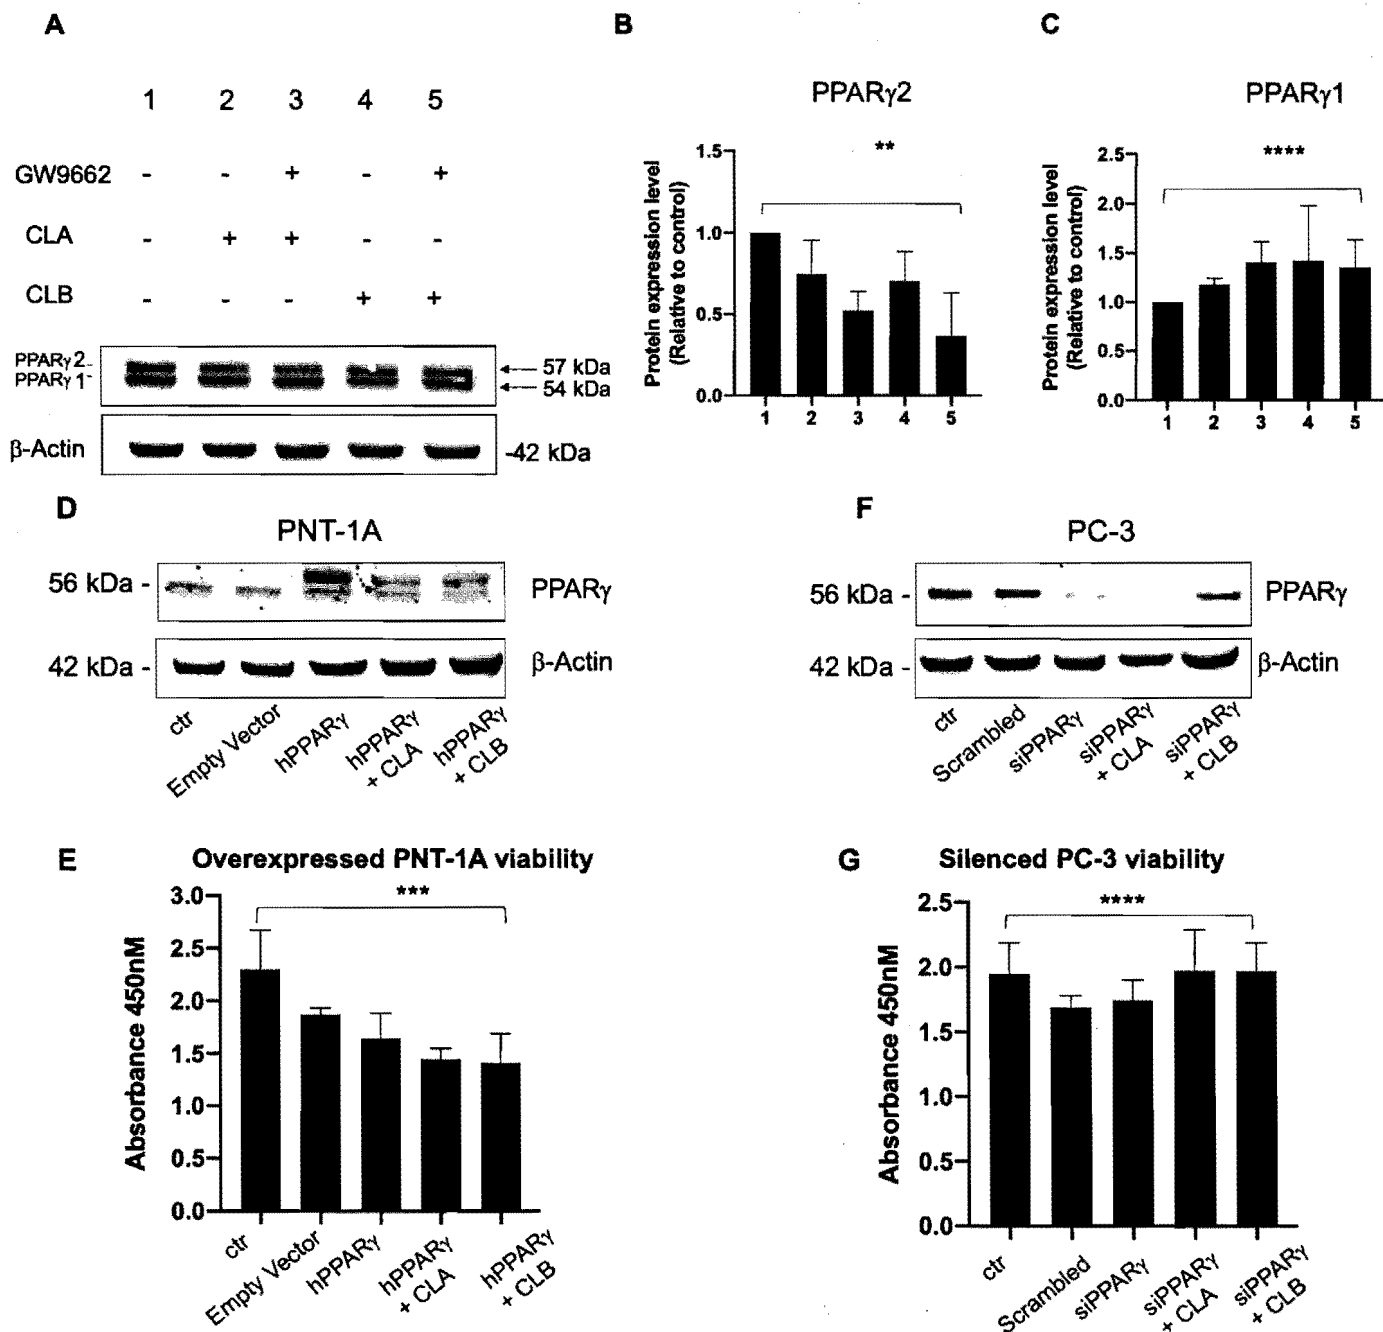 A
1 2 3 4 5
GW9662 - - + - +
CLA - + + - -
CLB - - - + +
PPARγ2
PPARγ1
57 kDa
54 kDa
β-Actin
-42 kDa
B
PPARγ2
**
Protein expression level
(Relative to control)
1.5
1.0
0.5
0.0
1 2 3 4 5
C
PPARγ1
****
Protein expression level
(Relative to control)
2.5
2.0
1.5
1.0
0.5
0.0
1 2 3 4 5
D
PNT-1A
56 kDa - PPARγ
42 kDa - β-Actin
ctr
Empty Vector
hPPARγ
hPPARγ
+ CLA
hPPARγ
+ CLB
F
PC-3
56 kDa - PPARγ
42 kDa - β-Actin
ctr
Scrambled
siPPARγ
siPPARγ
+ CLA
siPPARγ
+ CLB
E
Overexpressed PNT-1A viability
***
Absorbance 450nM
3.0
2.5
2.0
1.5
1.0
0.5
0.0
ctr
Empty Vector
hPPARγ
hPPARγ
+ CLA
hPPARγ
+ CLB
G
Silenced PC-3 viability
****
Absorbance 450nM
2.5
2.0
1.5
1.0
0.5
0.0
ctr
Scrambled
siPPARγ
siPPARγ
+ CLA
siPPARγ
+ CLB